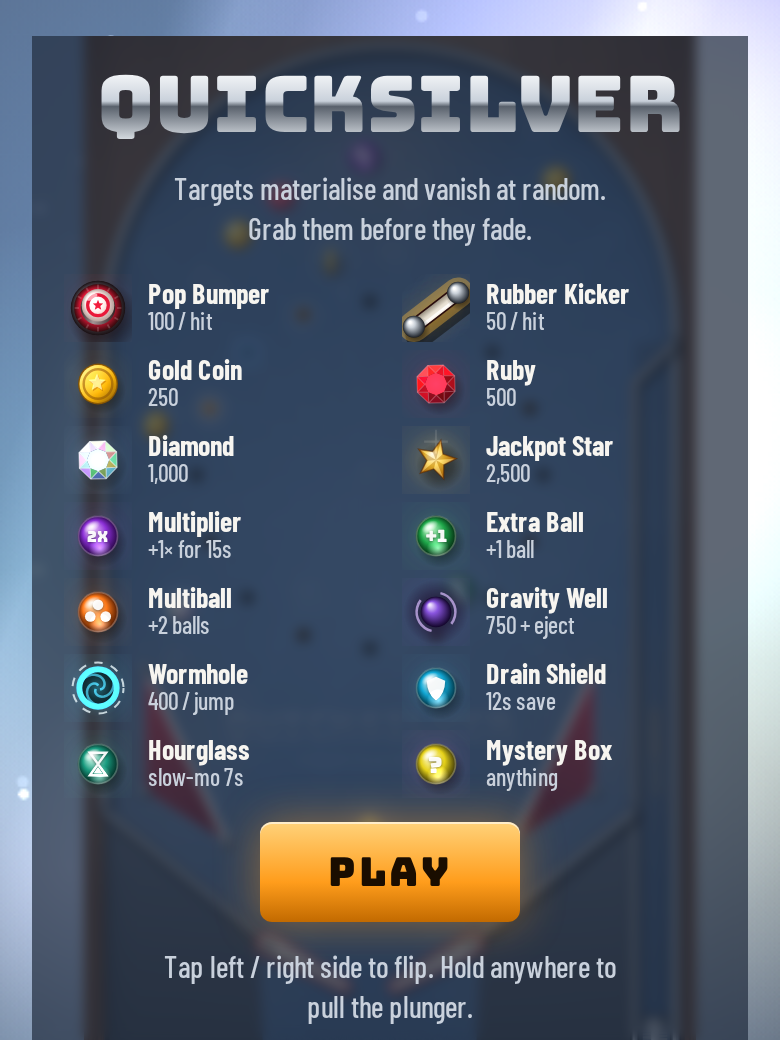 QUICKSILVER
Targets materialise and vanish at random.
Grab them before they fade.
Pop Bumper
100 / hit
Rubber Kicker
50 / hit
Gold Coin
250
Ruby
500
Diamond
1,000
Jackpot Star
2,500
2X
Multiplier
+1× for 15s
+1
Extra Ball
+1 ball
Multiball
+2 balls
Gravity Well
750 + eject
Wormhole
400 / jump
Drain Shield
12s save
Hourglass
slow-mo 7s
?
Mystery Box
anything
PLAY
Tap left / right side to flip. Hold anywhere to
pull the plunger.